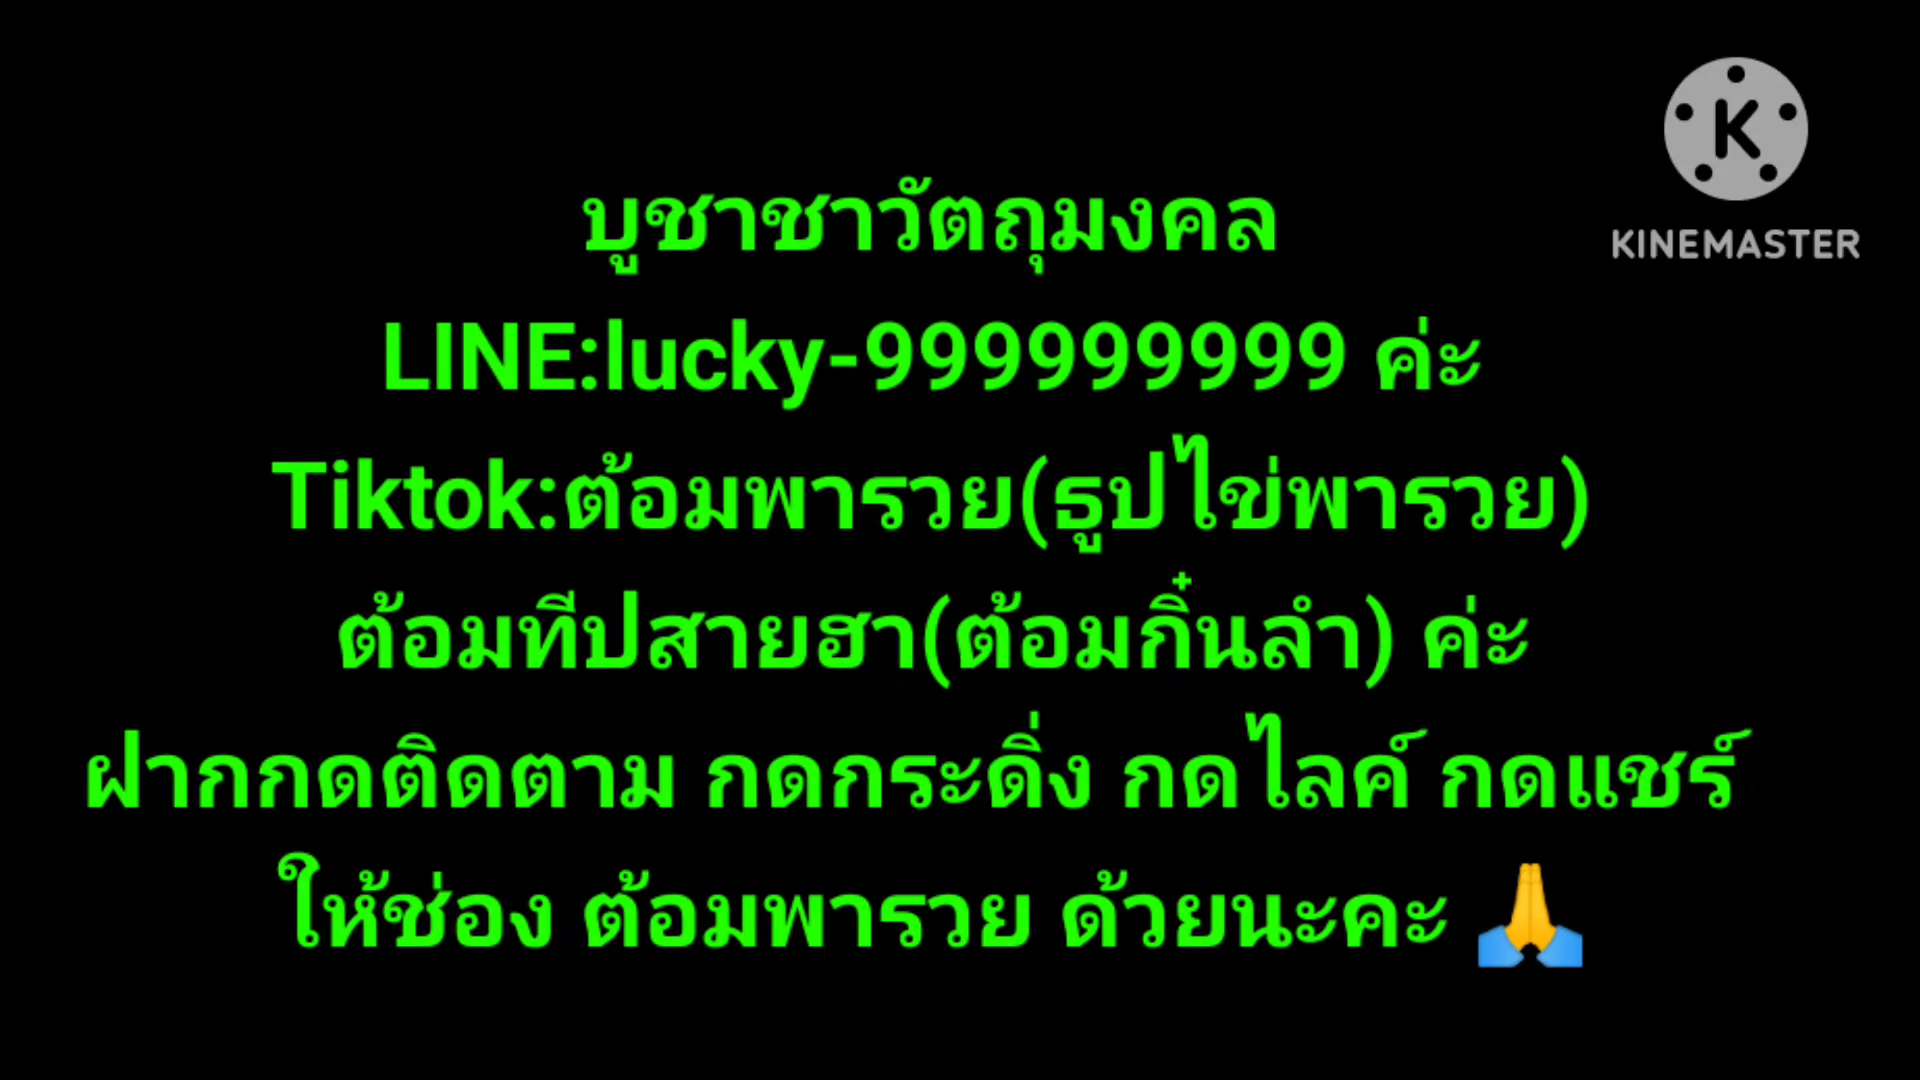 บูชาชาวัตถุมงคล
KINEMASTER
LINE:lucky-999999999 ค่ะ
Tiktok:ต้อมพารวย(ธูปไข่พารวย)
ต้อมทีปสายฮา(ต้อมกิ๋นลำ) ค่ะ
ฝากกดติดตาม กดกระดิ่ง กดไลค์ กดแชร์
ให้ช่อง ต้อมพารวย ด้วยนะคะ 🙏